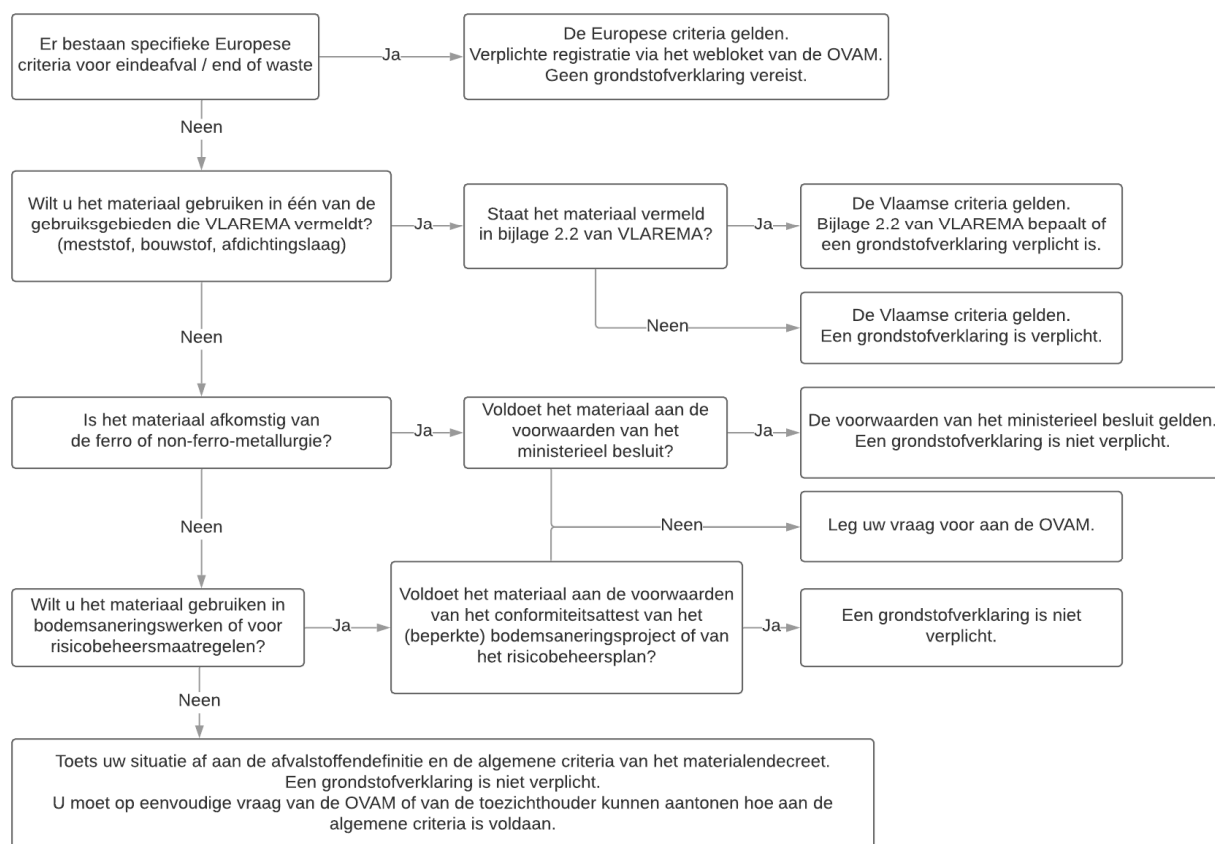 Er bestaan specifieke Europese
criteria voor eindeafval / end of waste
Ja
De Europese criteria gelden.
Verplichte registratie via het webloket van de OVAM.
Geen grondstofverklaring vereist.
Neen
Wilt u het materiaal gebruiken in één van de
gebruiksgebieden die VLAREMA vermeldt?
(meststof, bouwstof, afdichtingslaag)
Ja
Staat het materiaal vermeld
in bijlage 2.2 van VLAREMA?
Ja
De Vlaamse criteria gelden.
Bijlage 2.2 van VLAREMA bepaalt of
een grondstofverklaring verplicht is.
Neen
De Vlaamse criteria gelden.
Een grondstofverklaring is verplicht.
Neen
Is het materiaal afkomstig van
de ferro of non-ferro-metallurgie?
Ja
Voldoet het materiaal aan de
voorwaarden van het
ministerieel besluit?
Ja
De voorwaarden van het ministerieel besluit gelden.
Een grondstofverklaring is niet verplicht.
Neen
Leg uw vraag voor aan de OVAM.
Neen
Wilt u het materiaal gebruiken in
bodemsaneringswerken of voor
risicobeheersmaatregelen?
Ja
Voldoet het materiaal aan de voorwaarden
van het conformiteitsattest van het
(beperkte) bodemsaneringsproject of van
het risicobeheersplan?
Ja
Een grondstofverklaring is niet
verplicht.
Neen
Toets uw situatie af aan de afvalstoffendefinitie en de algemene criteria van het materialendecreet.
Een grondstofverklaring is niet verplicht.
U moet op eenvoudige vraag van de OVAM of van de toezichthouder kunnen aantonen hoe aan de
algemene criteria is voldaan.